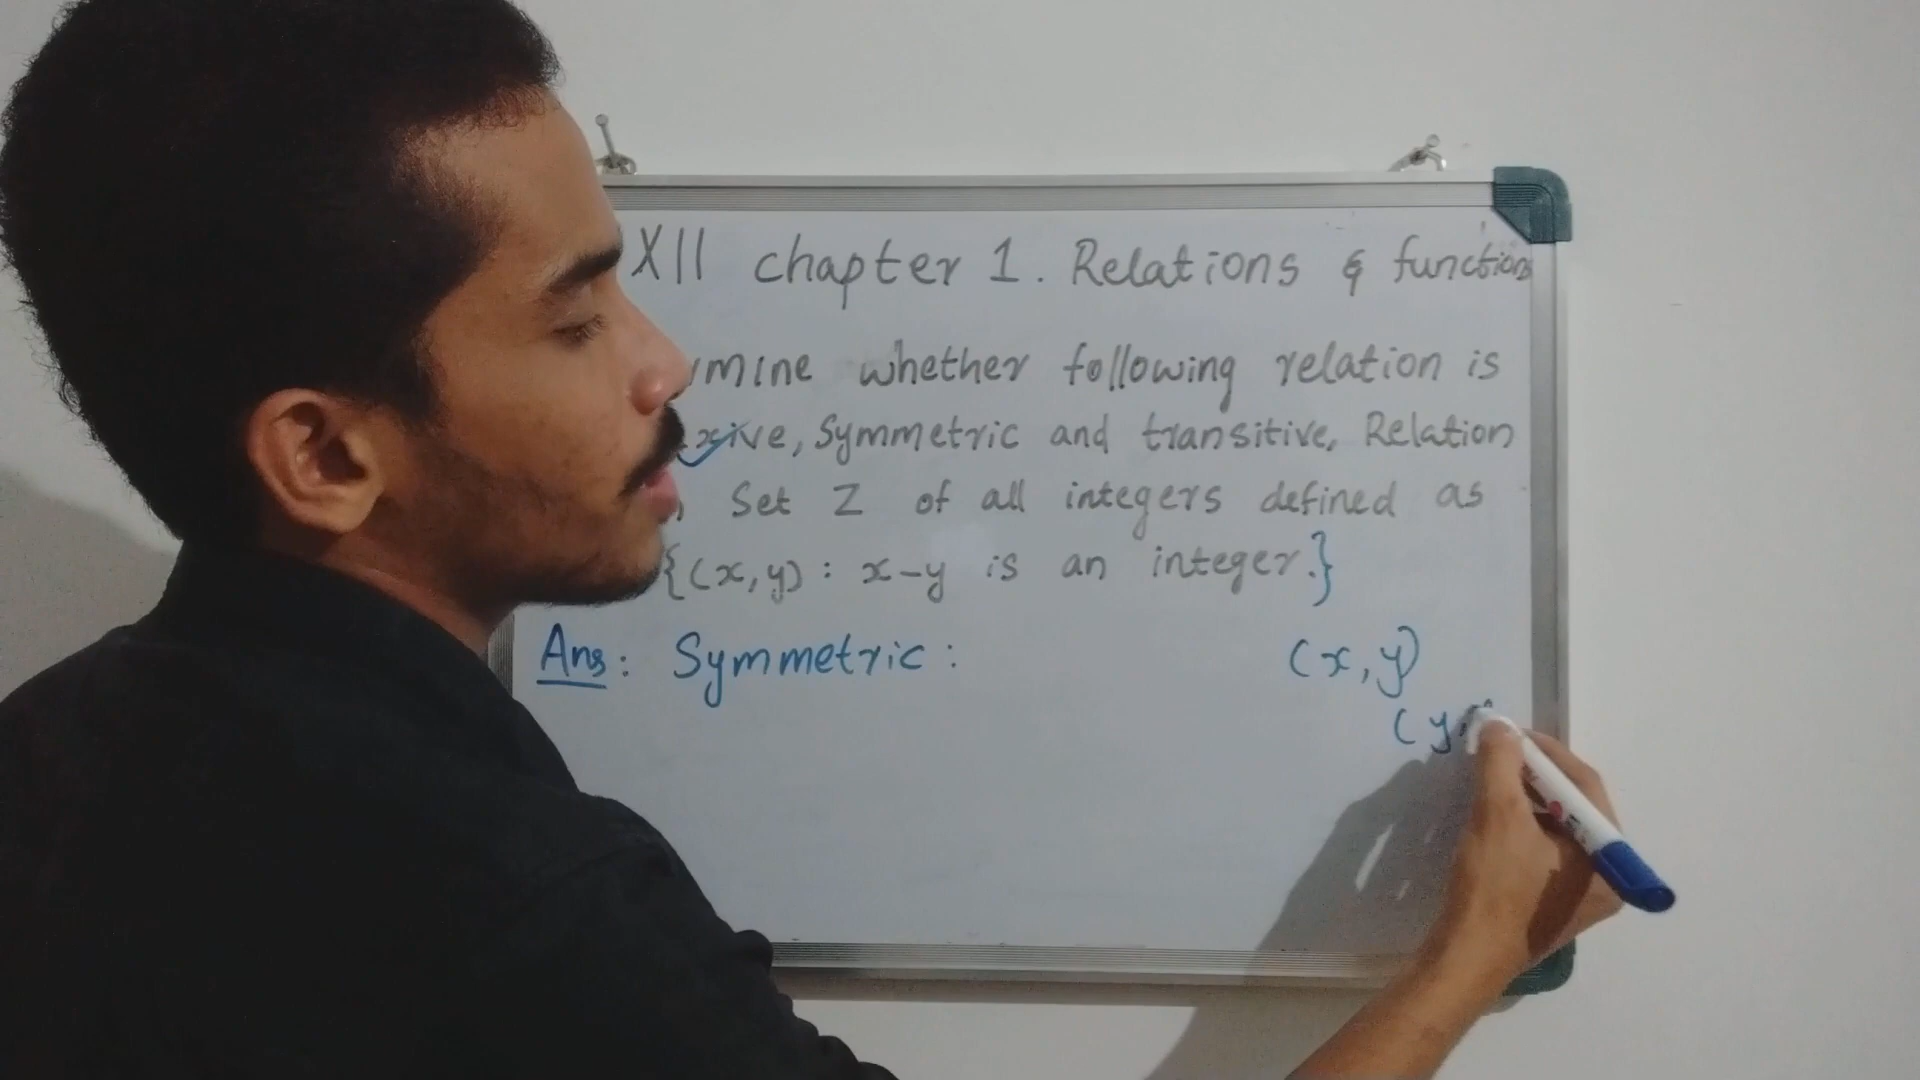 XII chapter 1. Relations & functions
rmine whether following relation is
xive, Symmetric and transitive, Relation
Set Z of all integers defined as
{(x,y) : x-y is an integer.}
Ans: Symmetric: (x,y)
(y,